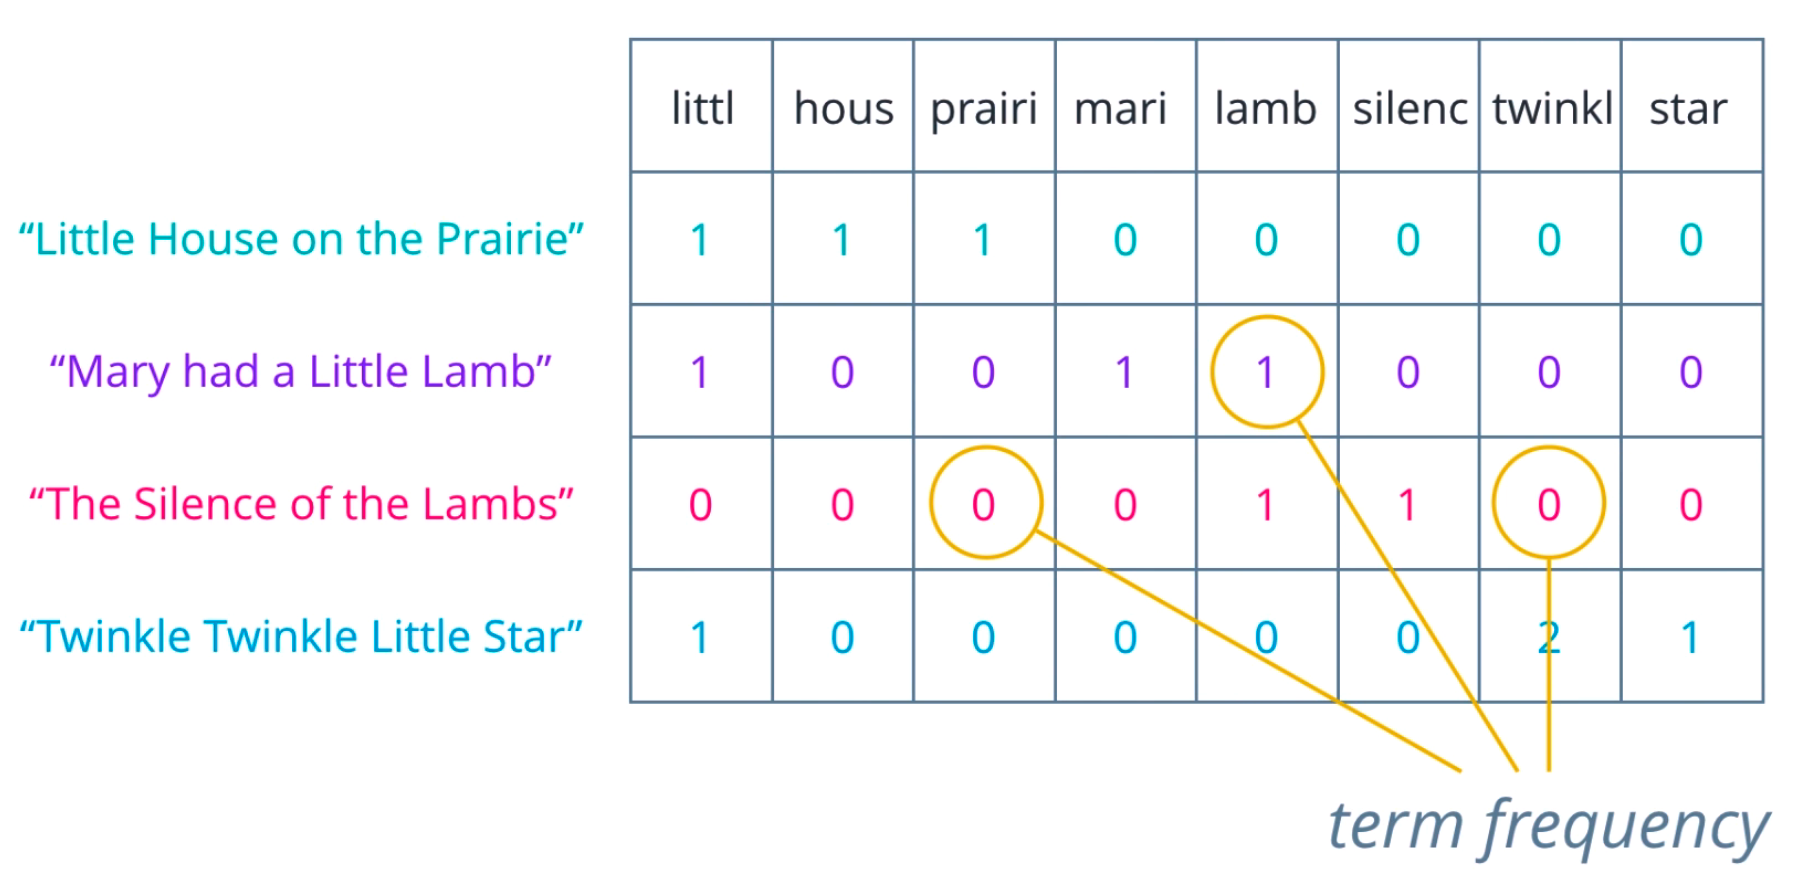 littl hous prairi mari lamb silenc twinkl star
“Little House on the Prairie” 1 1 1 0 0 0 0 0
“Mary had a Little Lamb” 1 0 0 1 1 0 0 0
“The Silence of the Lambs” 0 0 0 0 1 1 0 0
“Twinkle Twinkle Little Star” 1 0 0 0 0 0 2 1
term frequency